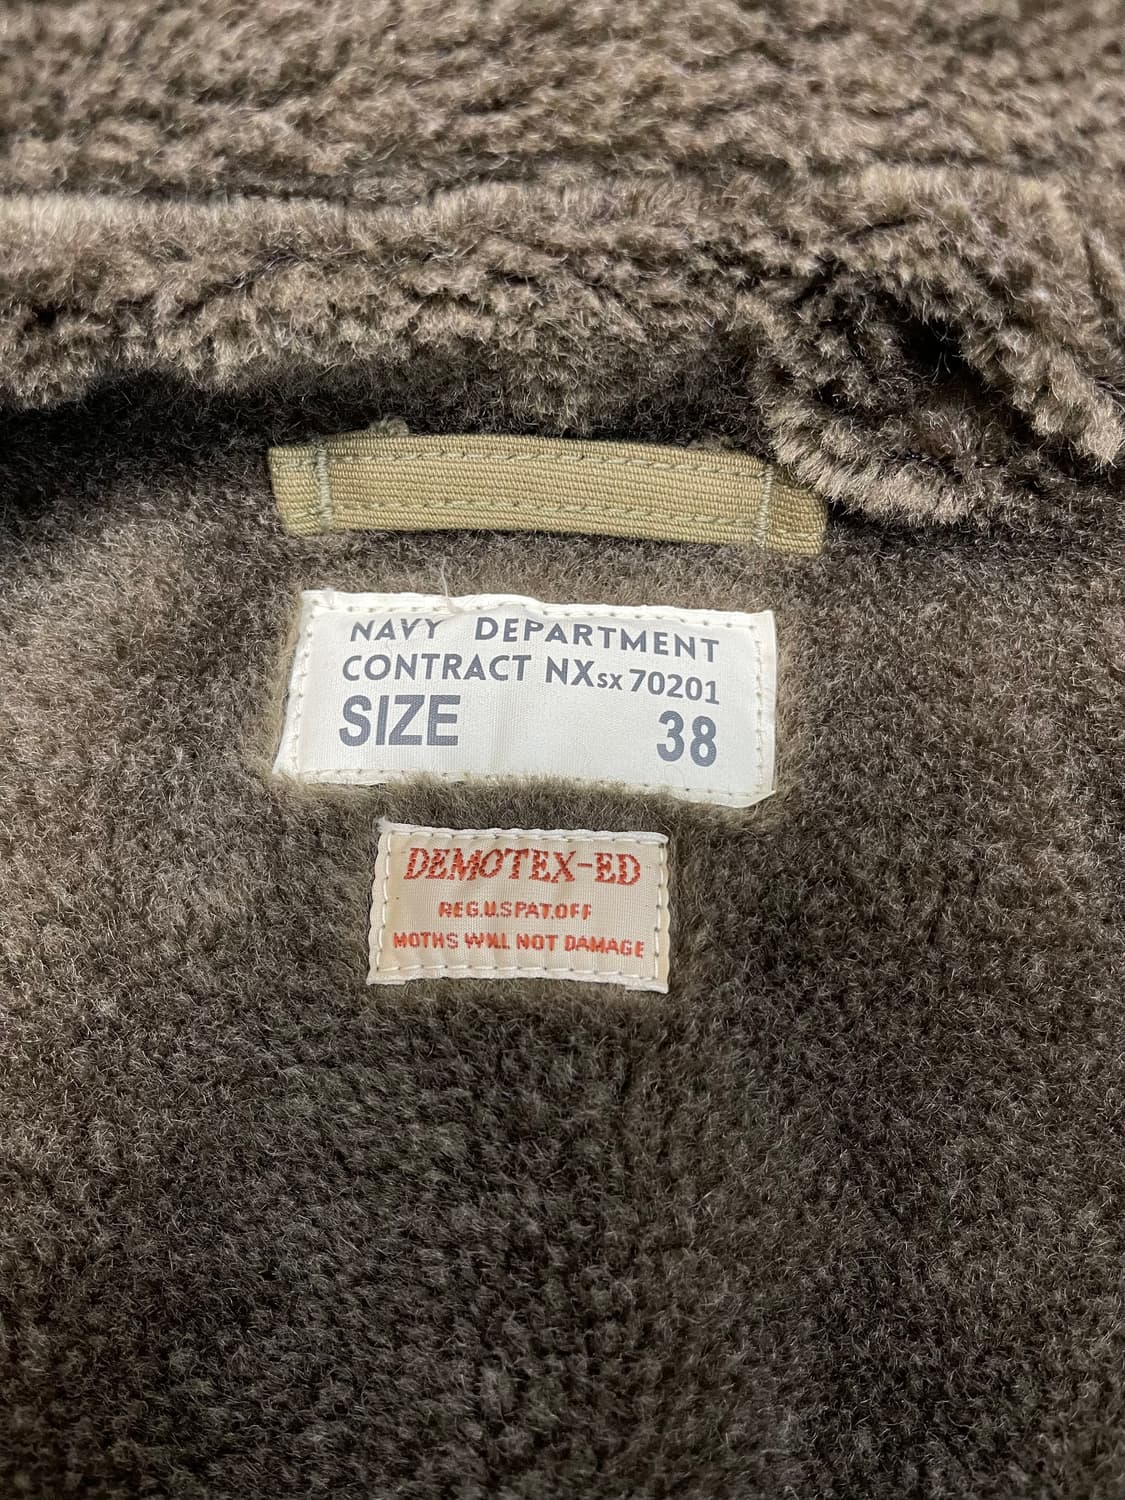 NAVY DEPARTMENT
CONTRACT NXsx 70201
SIZE 38
DEMOTEX-ED
REG.U.S.PAT.OFF
MOTHS WILL NOT DAMAGE